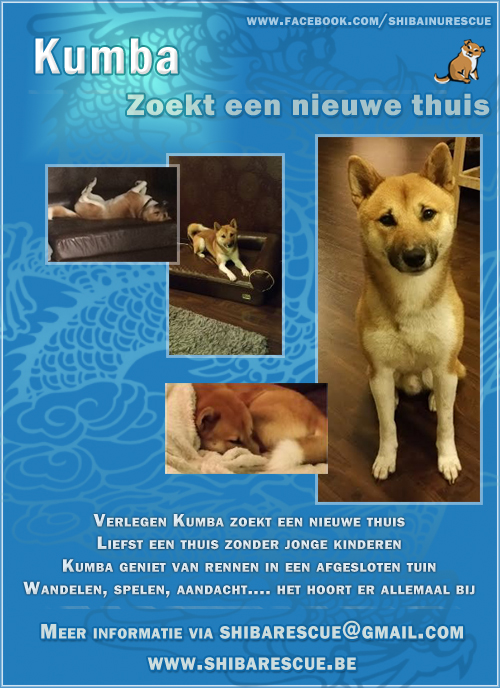 www.facebook.com/shibainurescue
Kumba
Zoekt een nieuwe thuis
Verlegen Kumba zoekt een nieuwe thuis
Liefst een thuis zonder jonge kinderen
Kumba geniet van rennen in een afgesloten tuin
Wandelen, spelen, aandacht.... het hoort er allemaal bij
Meer informatie via shibarescue@gmail.com
www.shibarescue.be